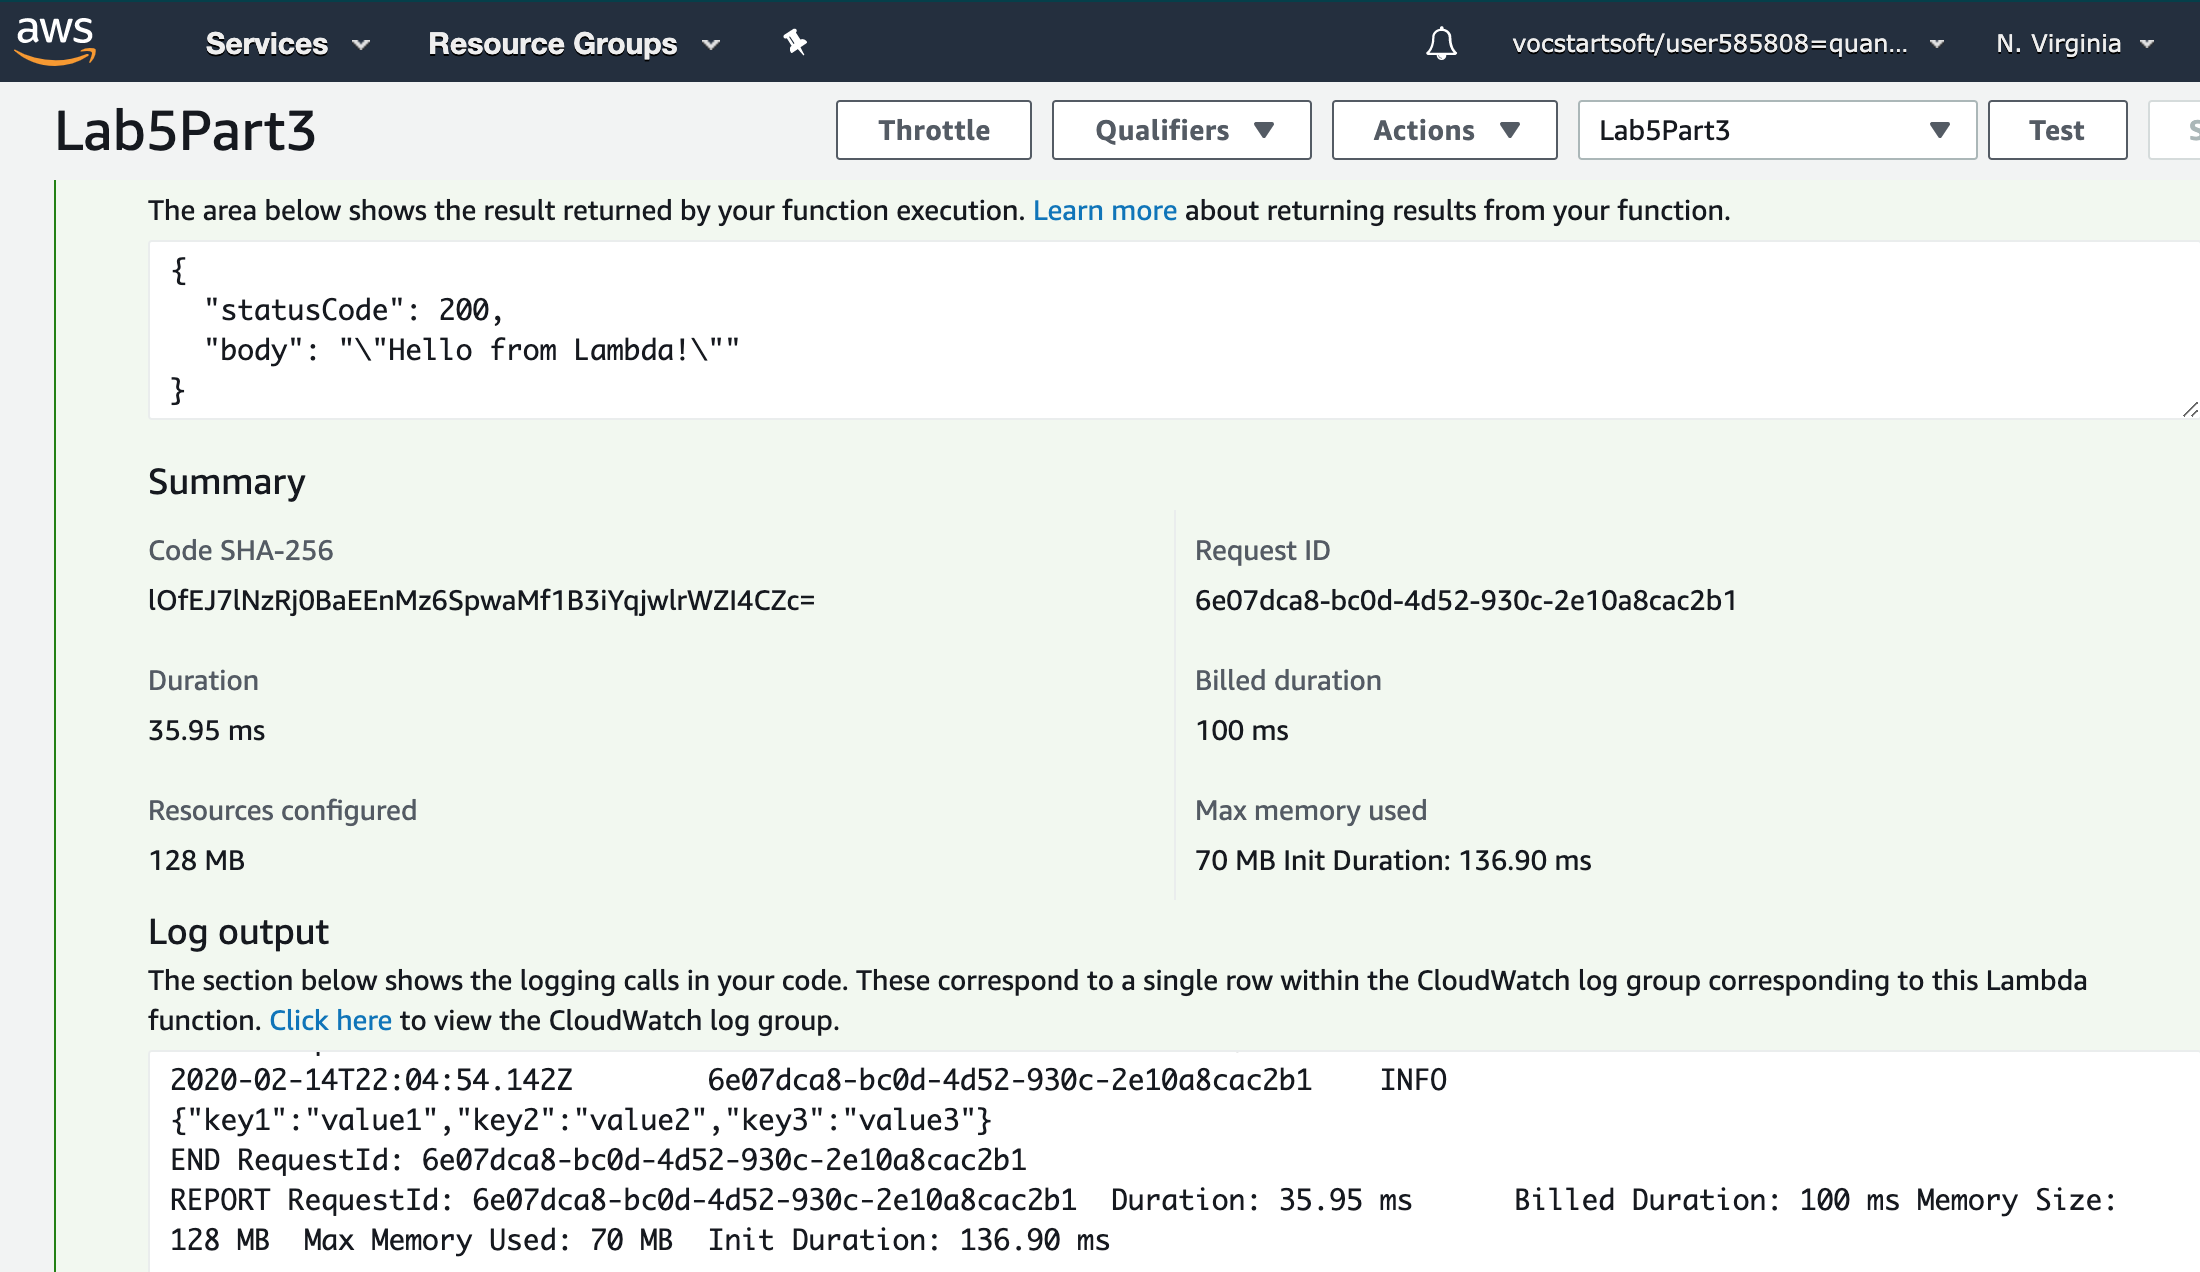 aws Services Resource Groups vocstartsoft/user585808=quan... N. Virginia
Lab5Part3 Throttle Qualifiers Actions Lab5Part3 Test S
The area below shows the result returned by your function execution. Learn more about returning results from your function.
{
"statusCode": 200,
"body": "\"Hello from Lambda!\""
}
Summary
Code SHA-256
lOfEJ7lNzRj0BaEEnMz6SpwaMf1B3iYqjwlrWZI4CZc=
Request ID
6e07dca8-bc0d-4d52-930c-2e10a8cac2b1
Duration
35.95 ms
Billed duration
100 ms
Resources configured
128 MB
Max memory used
70 MB Init Duration: 136.90 ms
Log output
The section below shows the logging calls in your code. These correspond to a single row within the CloudWatch log group corresponding to this Lambda
function. Click here to view the CloudWatch log group.
2020-02-14T22:04:54.142Z 6e07dca8-bc0d-4d52-930c-2e10a8cac2b1 INFO
{"key1":"value1","key2":"value2","key3":"value3"}
END RequestId: 6e07dca8-bc0d-4d52-930c-2e10a8cac2b1
REPORT RequestId: 6e07dca8-bc0d-4d52-930c-2e10a8cac2b1 Duration: 35.95 ms Billed Duration: 100 ms Memory Size:
128 MB Max Memory Used: 70 MB Init Duration: 136.90 ms